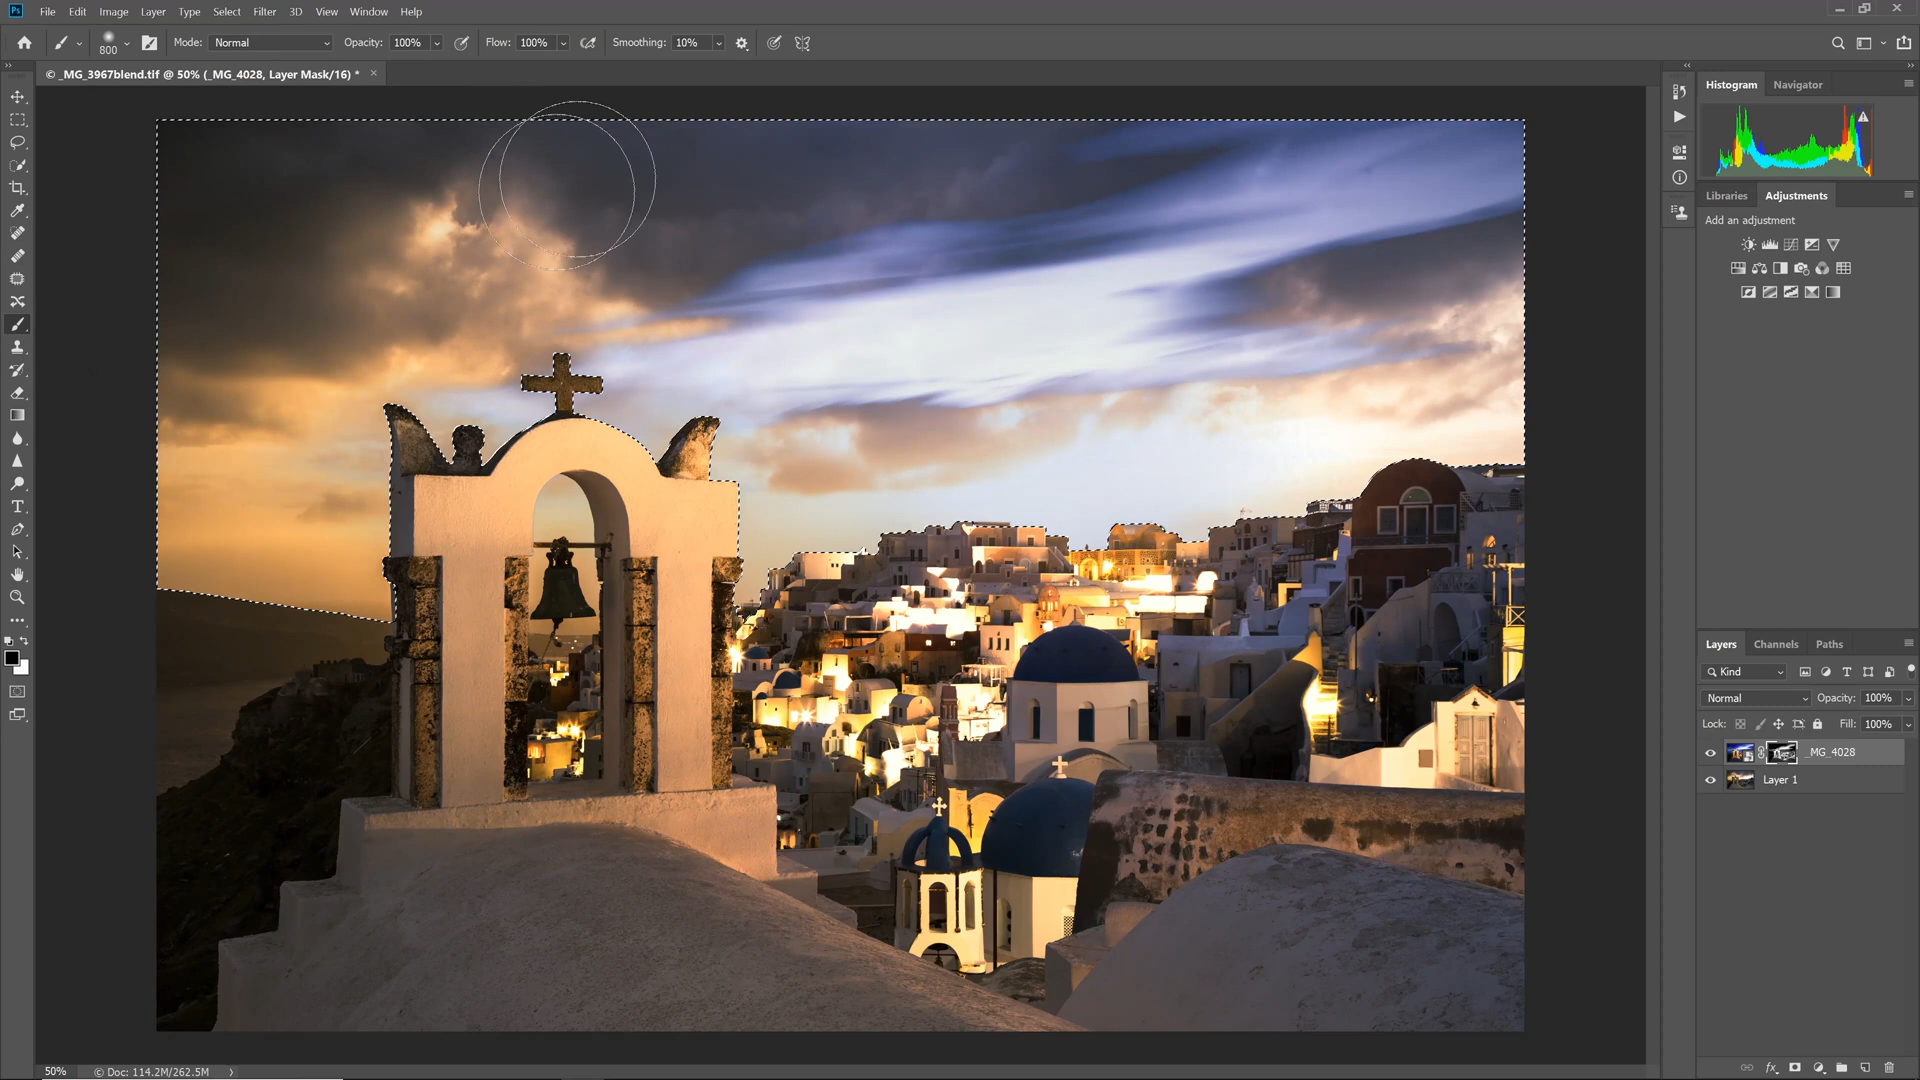 Ps File Edit Image Layer Type Select Filter 3D View Window Help
800 Mode: Normal Opacity: 100% Flow: 100% Smoothing: 10%
© _MG_3967blend.tif @ 50% (_MG_4028, Layer Mask/16) * ×
Histogram Navigator
Libraries Adjustments
Add an adjustment
Layers Channels Paths
Kind
Normal Opacity: 100%
Lock: Fill: 100%
_MG_4028
Layer 1
50% © Doc: 114.2M/262.5M
fx